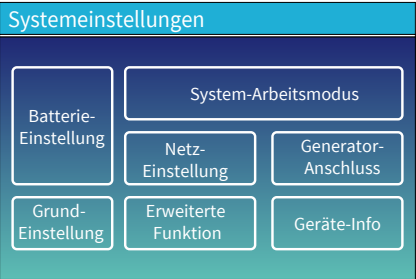 Systemeinstellungen
Batterie-
Einstellung
System-Arbeitsmodus
Netz-
Einstellung
Generator-
Anschluss
Grund-
Einstellung
Erweiterte
Funktion
Geräte-Info